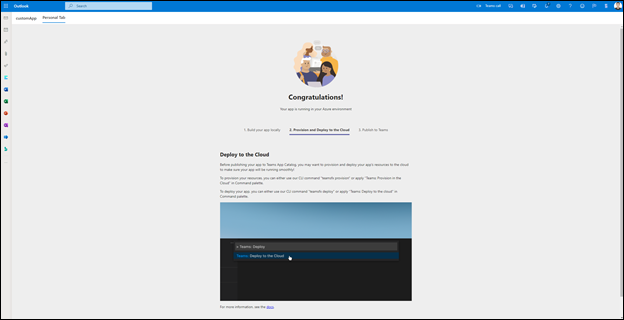 Outlook
Search
Teams call
customApp
Personal Tab
Congratulations!
Your app is running in your Azure environment
1. Build your app locally
2. Provision and Deploy to the Cloud
3. Publish to Teams
Deploy to the Cloud
Before publishing your app to Teams App Catalog, you may want to provision and deploy your app's resources to the cloud
to make sure your app will be running smoothly!
To provision your resources, you can either use our CLI command "teamsfx provision" or apply "Teams: Provision in the
Cloud" in Command palette.
To deploy your app, you can either use our CLI command "teamsfx deploy" or apply "Teams: Deploy to the cloud" in
Command palette.
> Teams: Deploy
Teams: Deploy to the Cloud
For more information, see the docs.